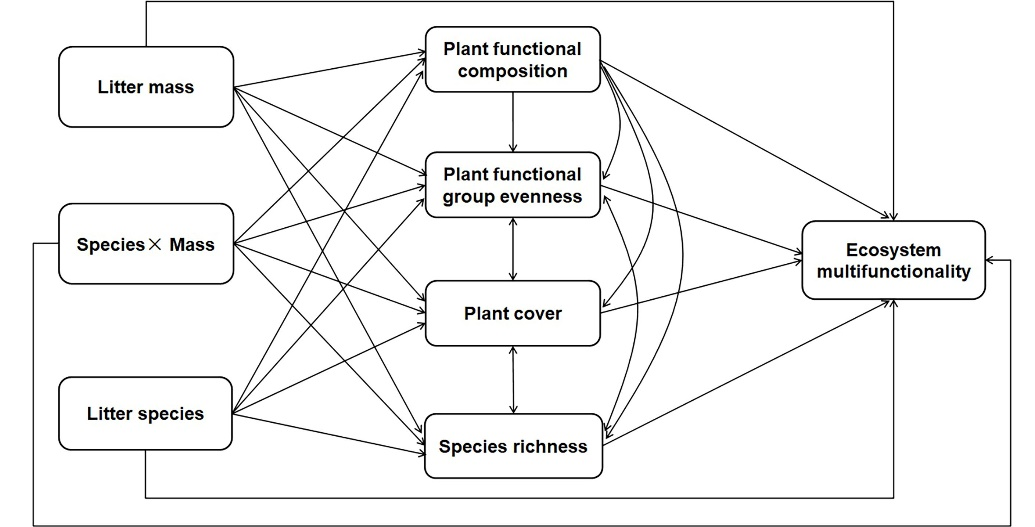 Litter mass
Species× Mass
Litter species
Plant functional
composition
Plant functional
group evenness
Plant cover
Species richness
Ecosystem
multifunctionality